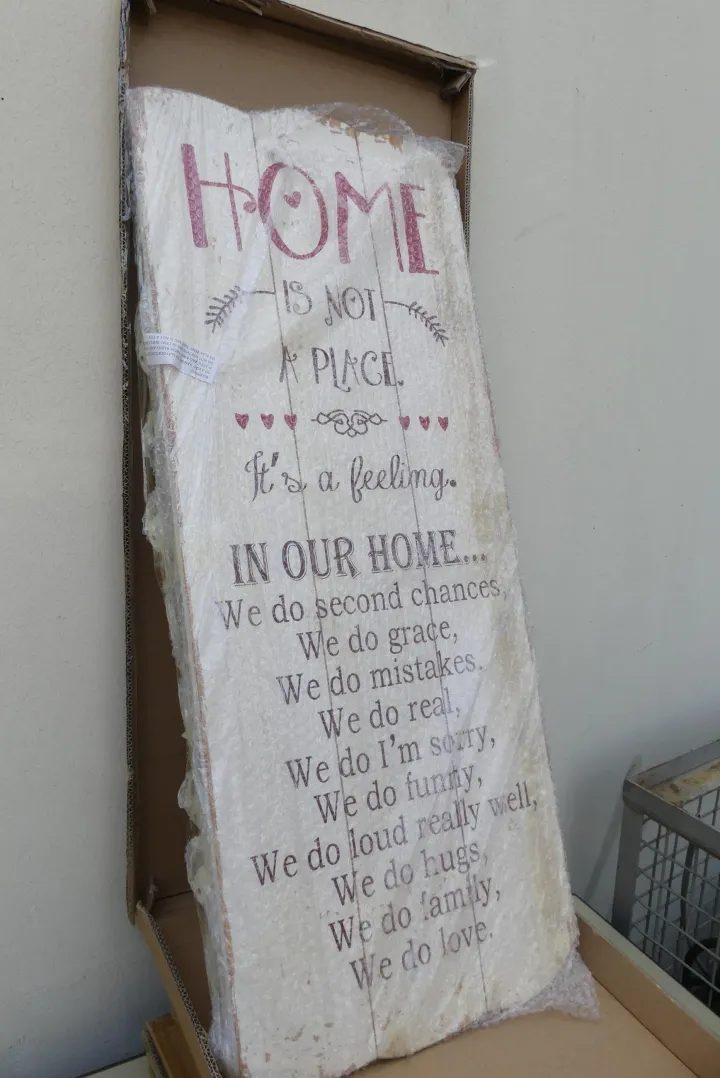 HOME
IS NOT
A PLACE.
It's a feeling.
IN OUR HOME...
We do second chances,
We do grace,
We do mistakes.
We do real,
We do I'm sorry,
We do funny,
We do loud really well,
We do hugs,
We do family,
We do love.